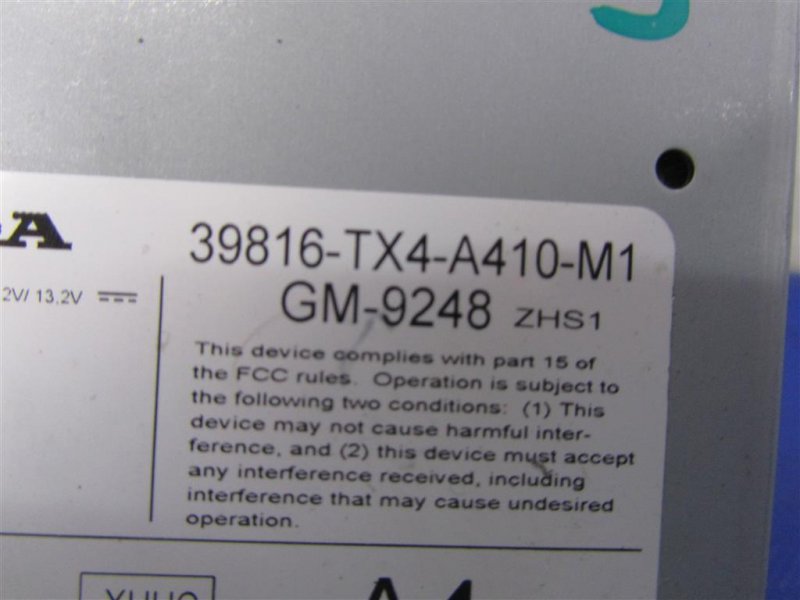 39816-TX4-A410-M1
GM-9248 ZHS1
2V/ 13.2V
This device complies with part 15 of
the FCC rules. Operation is subject to
the following two conditions: (1) This
device may not cause harmful inter-
ference, and (2) this device must accept
any interference received, including
interference that may cause undesired
operation.
A4